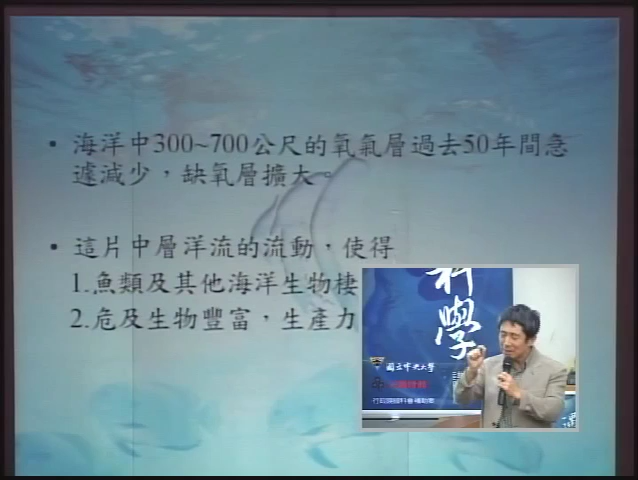 • 海洋中300~700公尺的氧氣層過去50年間急
遽減少，缺氧層擴大。
• 這片中層洋流的流動，使得
1.魚類及其他海洋生物棲
2.危及生物豐富，生產力
科
學
國立中央大學